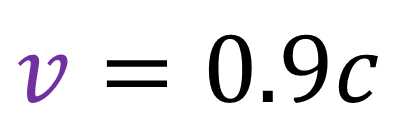 v = 0.9c